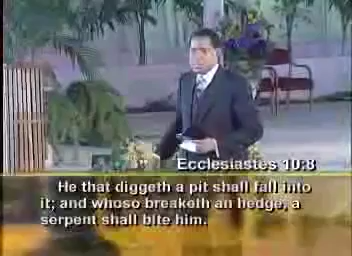 Ecclesiastes 10:8
He that diggeth a pit shall fall into
it; and whoso breaketh an hedge, a
serpent shall bite him.